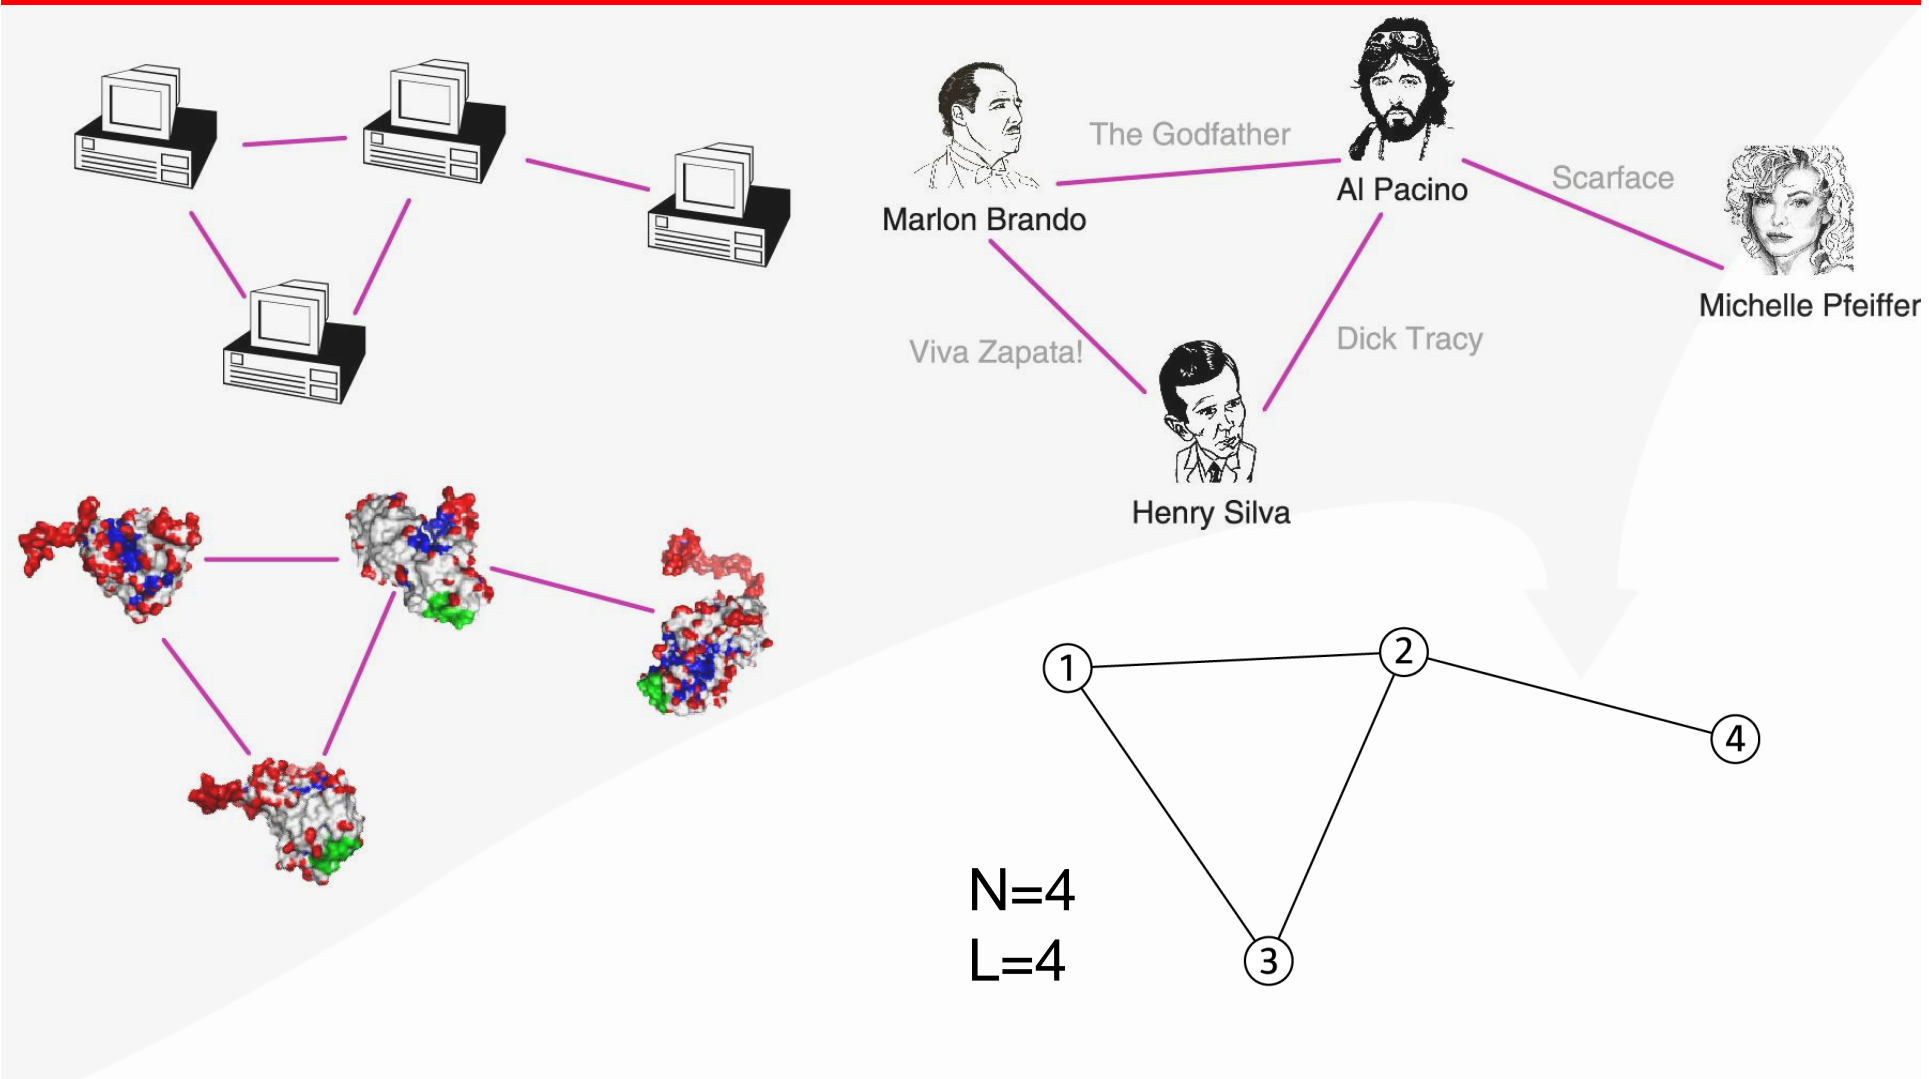 The Godfather
Al Pacino
Scarface
Marlon Brando
Michelle Pfeiffer
Viva Zapata!
Dick Tracy
Henry Silva
1
2
4
3
N=4
L=4